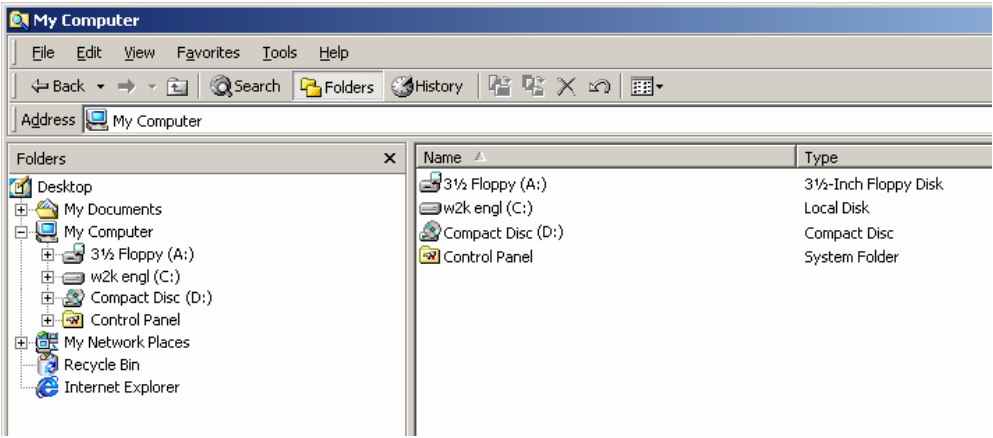 My Computer
File Edit View Favorites Tools Help
Back Search Folders History
Address My Computer
Folders
Desktop
My Documents
My Computer
3½ Floppy (A:)
w2k engl (C:)
Compact Disc (D:)
Control Panel
My Network Places
Recycle Bin
Internet Explorer
Name Type
3½ Floppy (A:) 3½-Inch Floppy Disk
w2k engl (C:) Local Disk
Compact Disc (D:) Compact Disc
Control Panel System Folder